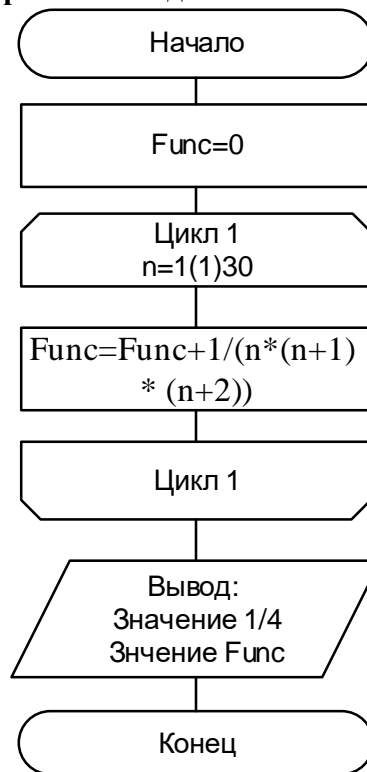 Начало
Func=0
Цикл 1
n=1(1)30
Func=Func+1/(n*(n+1)
* (n+2))
Цикл 1
Вывод:
Значение 1/4
Знчение Func
Конец